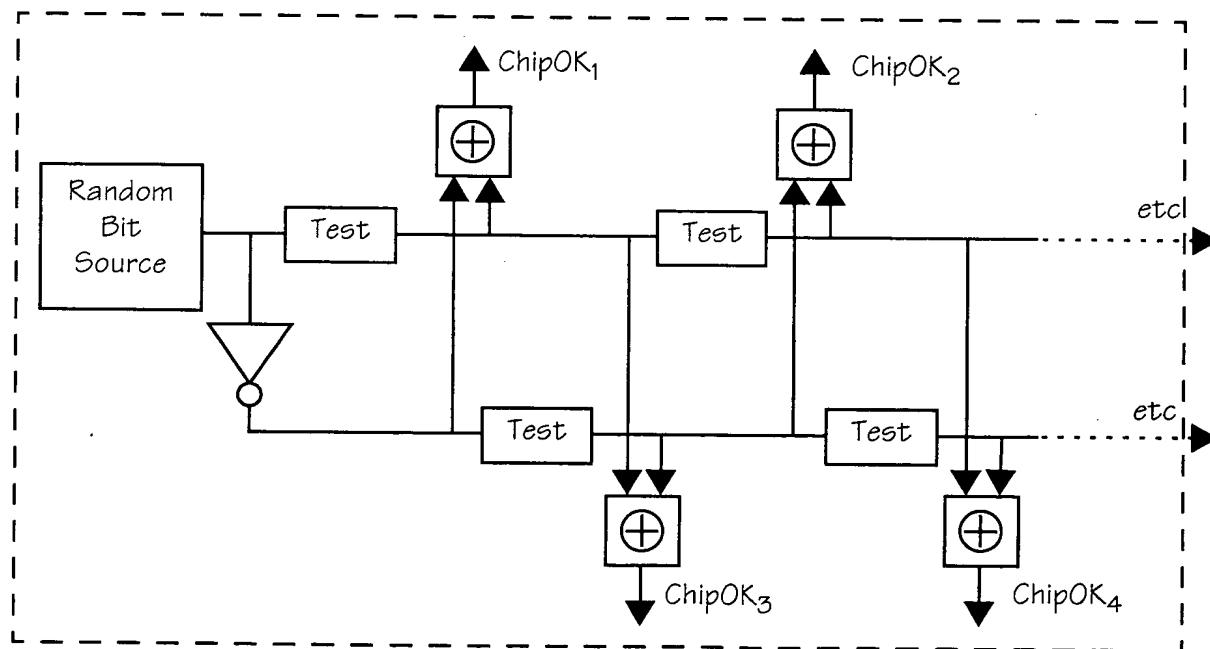 ChipOK1
ChipOK2
Random
Bit
Source
Test
Test
etc
Test
Test
etc
ChipOK3
ChipOK4